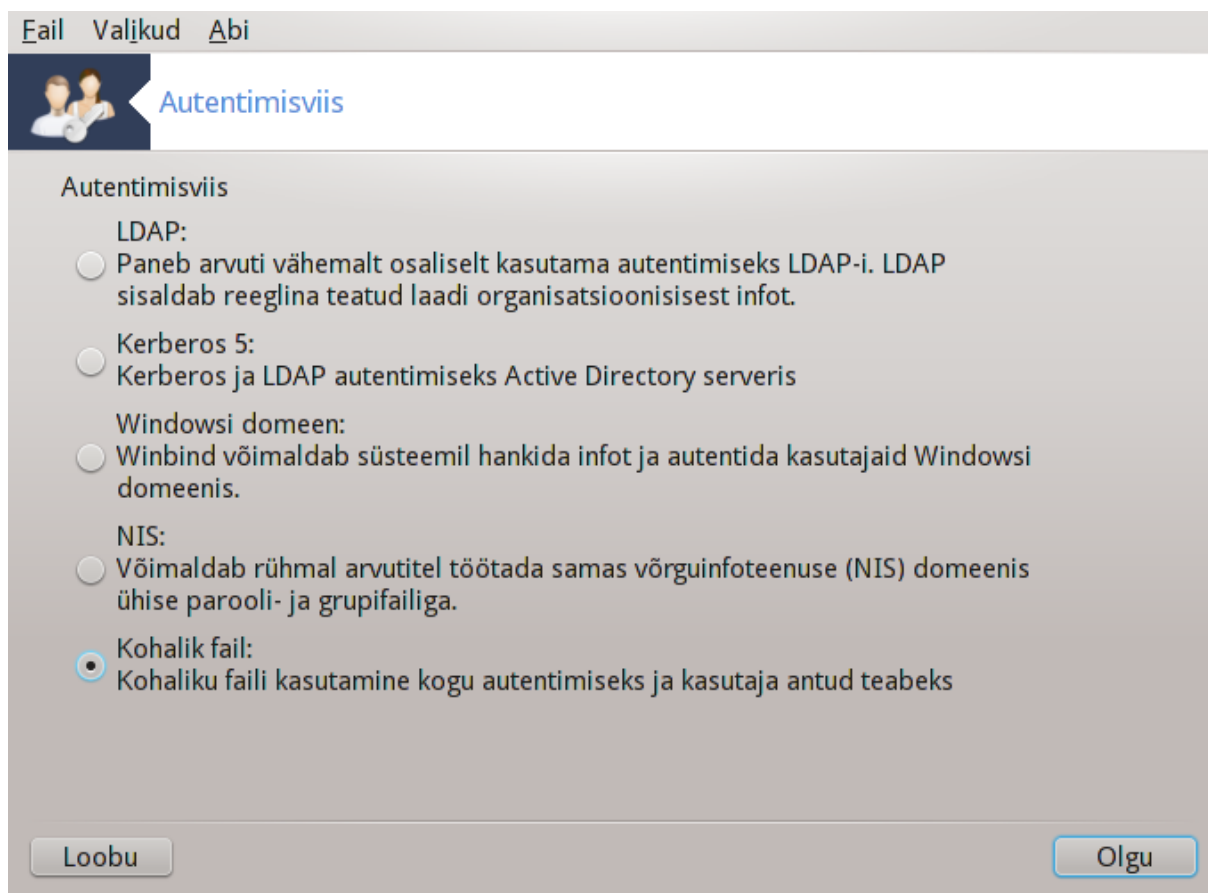 Fail Valikud Abi
Autentimisviis
Autentimisviis
LDAP:
Paneb arvuti vähemalt osaliselt kasutama autentimiseks LDAP-i. LDAP
sisaldab reeglina teatud laadi organisatsioonisisest infot.
Kerberos 5:
Kerberos ja LDAP autentimiseks Active Directory serveris
Windowsi domeen:
Winbind võimaldab süsteemil hankida infot ja autentida kasutajaid Windowsi
domeenis.
NIS:
Võimaldab rühmal arvutitel töötada samas võrguinfoteenuse (NIS) domeenis
ühise parooli- ja grupifailiga.
Kohalik fail:
Kohaliku faili kasutamine kogu autentimiseks ja kasutaja antud teabeks
Loobu Olgu